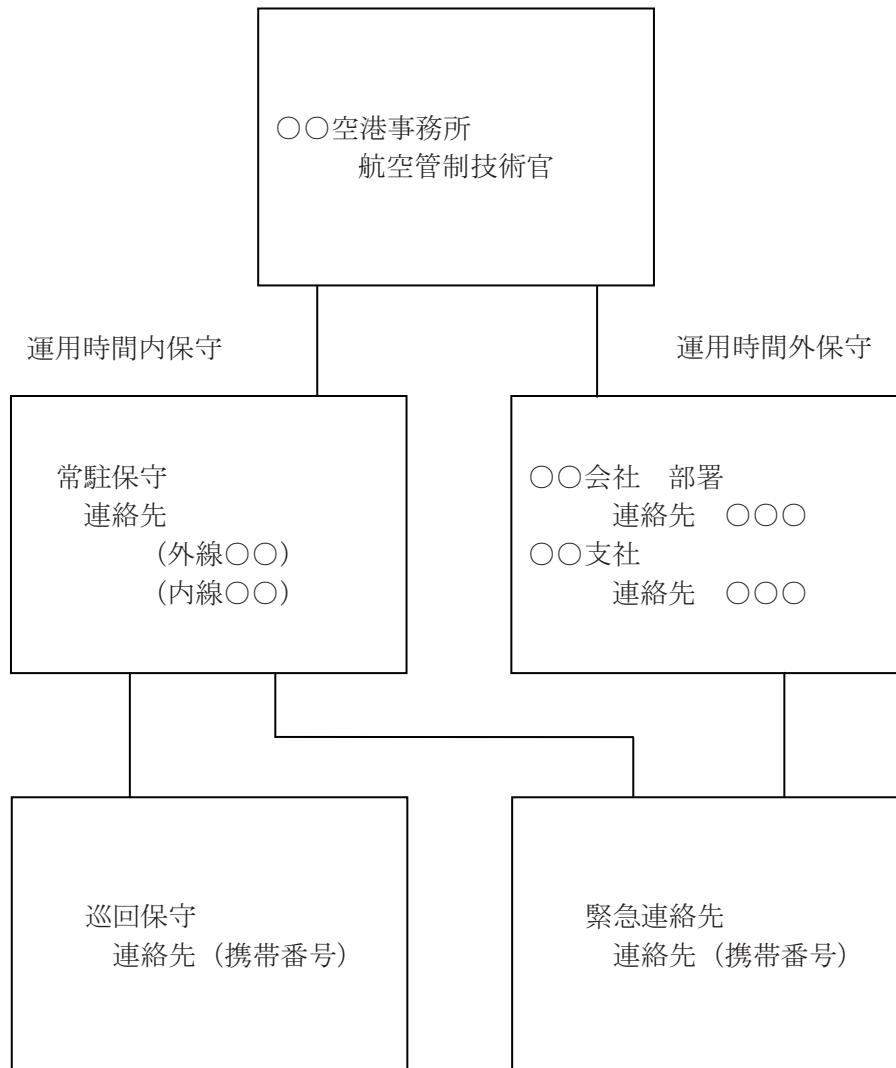 ○○空港事務所
航空管制技術官
運用時間内保守
運用時間外保守
常駐保守
連絡先
(外線○○)
(内線○○)
○○会社　部署
連絡先　○○○
○○支社
連絡先　○○○
巡回保守
連絡先（携帯番号）
緊急連絡先
連絡先（携帯番号）